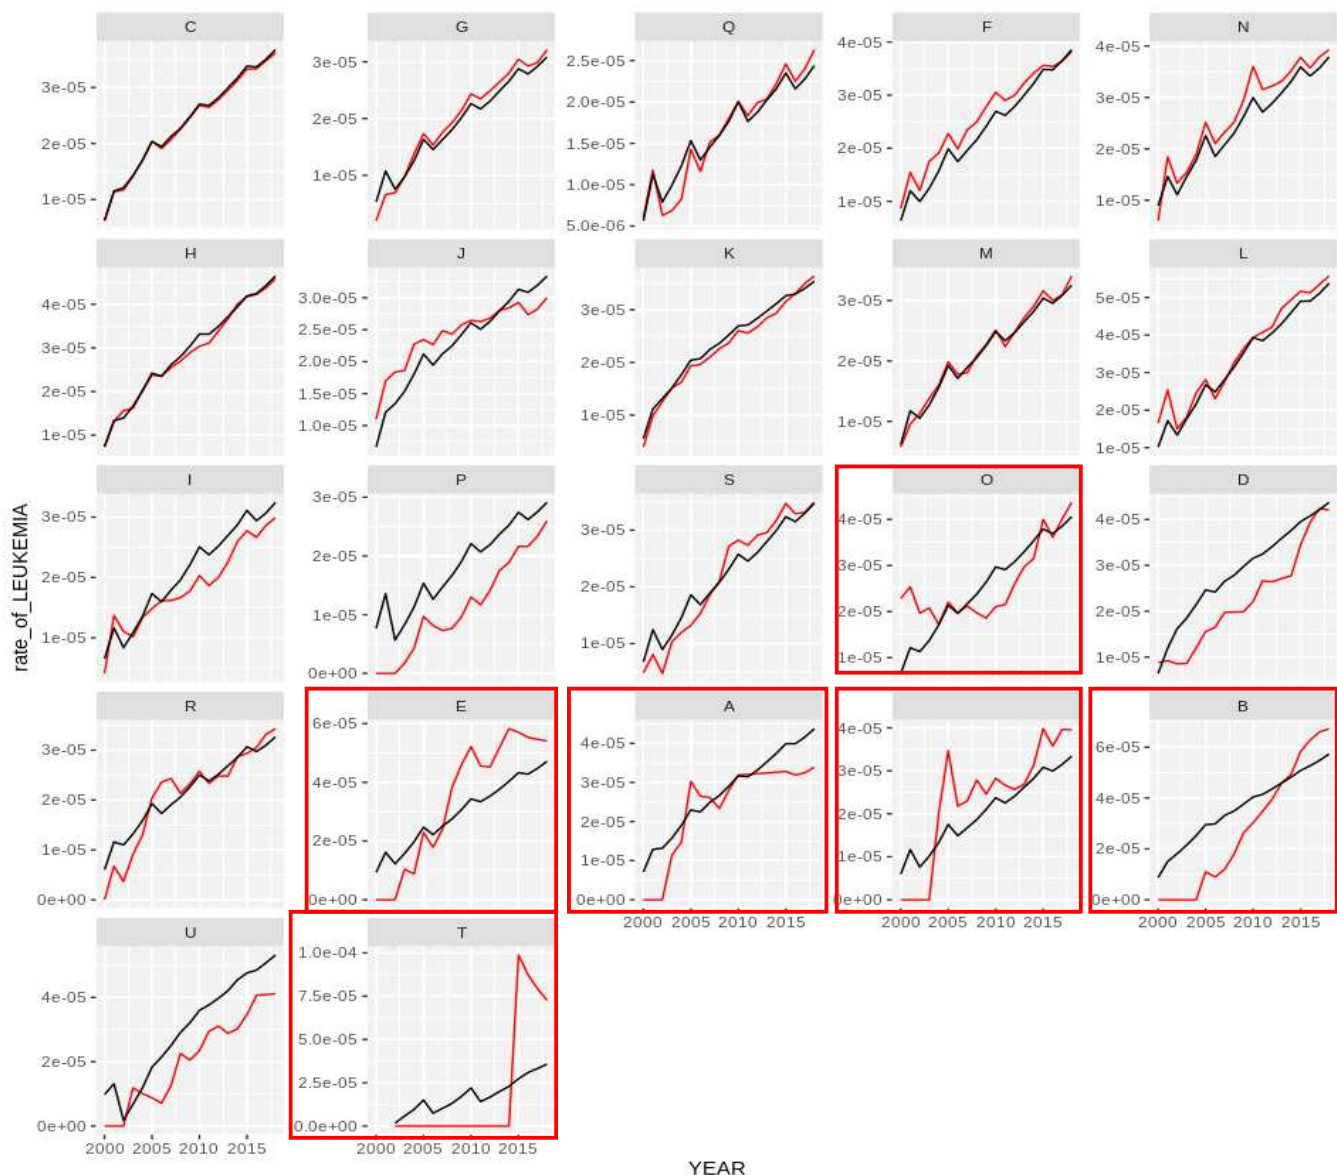 C G Q F N
3e-05 3e-05 2.5e-05 4e-05 4e-05
2e-05 2e-05 2.0e-05 3e-05 3e-05
1e-05 1e-05 1.5e-05 2e-05 2e-05
1.0e-05 1e-05 1e-05
5.0e-06
H J K M L
4e-05 3.0e-05 3e-05 3e-05 5e-05
3e-05 2.5e-05 2e-05 2e-05 4e-05
2e-05 2.0e-05 1e-05 1e-05 3e-05
1e-05 1.5e-05 2e-05
1.0e-05 1e-05
I P S O D
3e-05 3e-05 3e-05 4e-05 4e-05
2e-05 2e-05 2e-05 3e-05 3e-05
1e-05 1e-05 1e-05 2e-05 2e-05
0e+00 1e-05 1e-05
rate_of_LEUKEMIA
R E A B
3e-05 6e-05 4e-05 4e-05 6e-05
2e-05 4e-05 3e-05 3e-05 4e-05
1e-05 2e-05 2e-05 2e-05 2e-05
0e+00 0e+00 1e-05 1e-05 0e+00
0e+00 0e+00
2000 2005 2010 2015 2000 2005 2010 2015 2000 2005 2010 2015
U T
4e-05 1.0e-04
2e-05 7.5e-05
0e+00 5.0e-05
2.5e-05
0.0e+00
2000 2005 2010 2015 2000 2005 2010 2015
YEAR